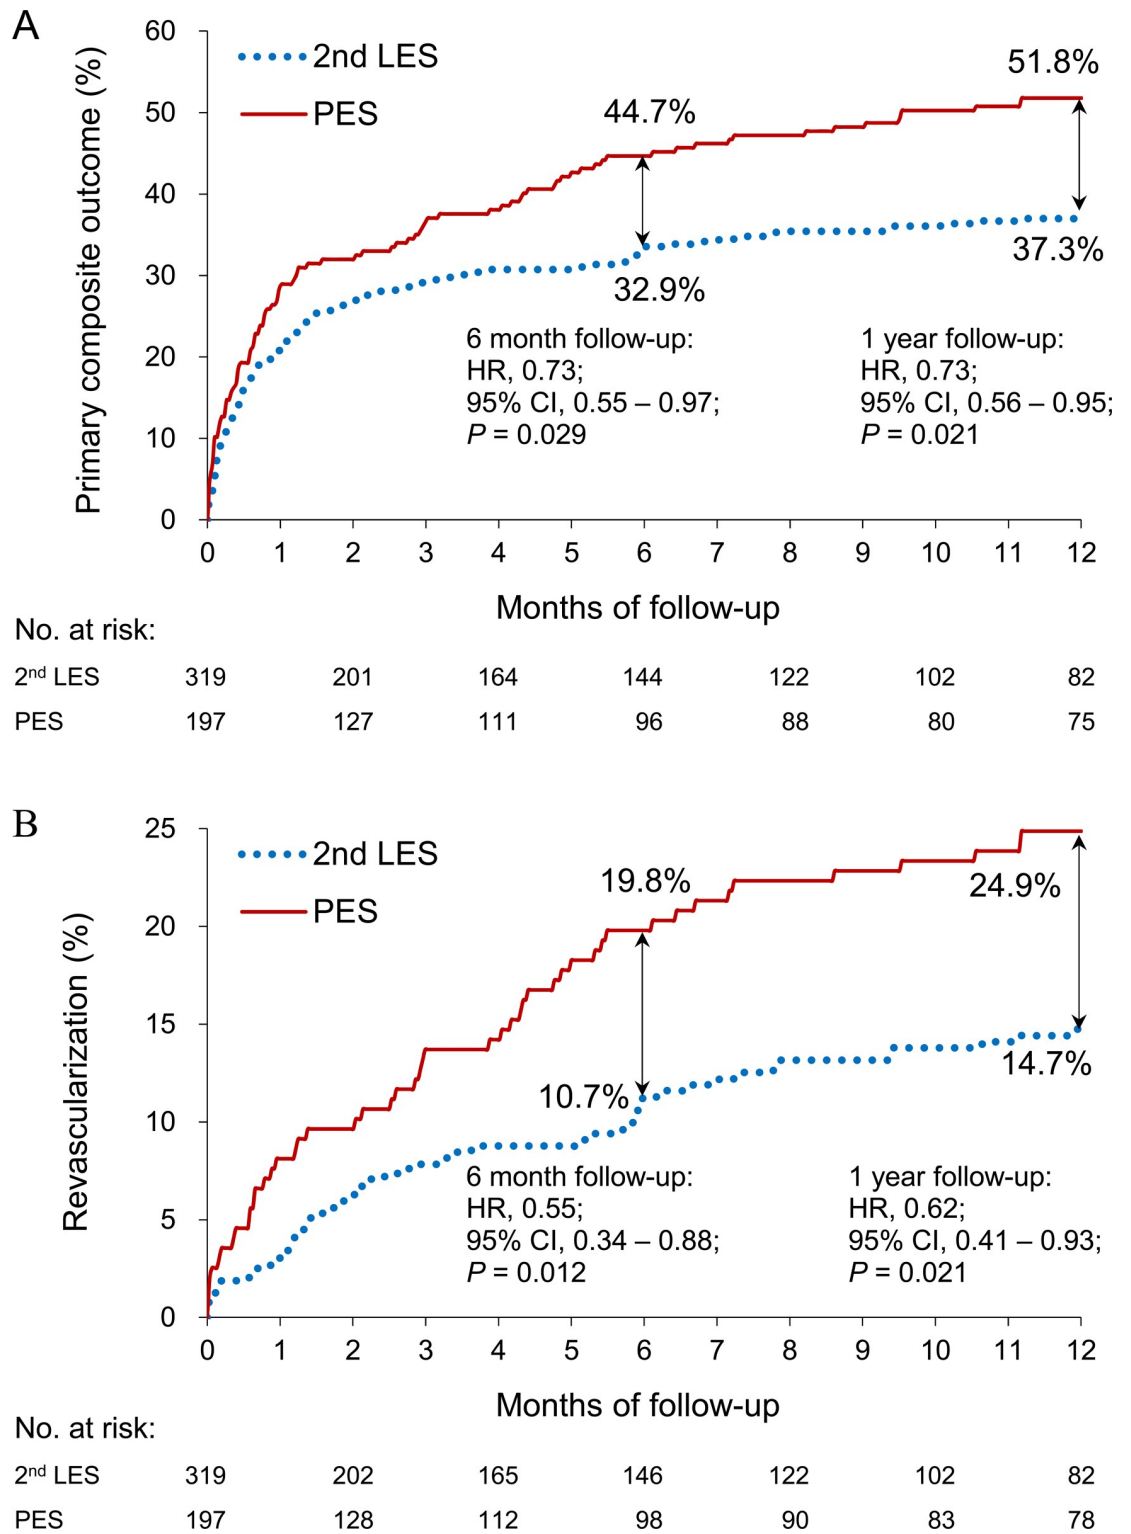 A
Primary composite outcome (%)
60
50
40
30
20
10
0
2nd LES
PES
44.7%
51.8%
32.9%
37.3%
6 month follow-up:
HR, 0.73;
95% CI, 0.55 – 0.97;
P = 0.029
1 year follow-up:
HR, 0.73;
95% CI, 0.56 – 0.95;
P = 0.021
0 1 2 3 4 5 6 7 8 9 10 11 12
Months of follow-up
No. at risk:
2nd LES 319 201 164 144 122 102 82
PES 197 127 111 96 88 80 75
B
Revascularization (%)
25
20
15
10
5
0
2nd LES
PES
19.8%
24.9%
10.7%
14.7%
6 month follow-up:
HR, 0.55;
95% CI, 0.34 – 0.88;
P = 0.012
1 year follow-up:
HR, 0.62;
95% CI, 0.41 – 0.93;
P = 0.021
0 1 2 3 4 5 6 7 8 9 10 11 12
Months of follow-up
No. at risk:
2nd LES 319 202 165 146 122 102 82
PES 197 128 112 98 90 83 78